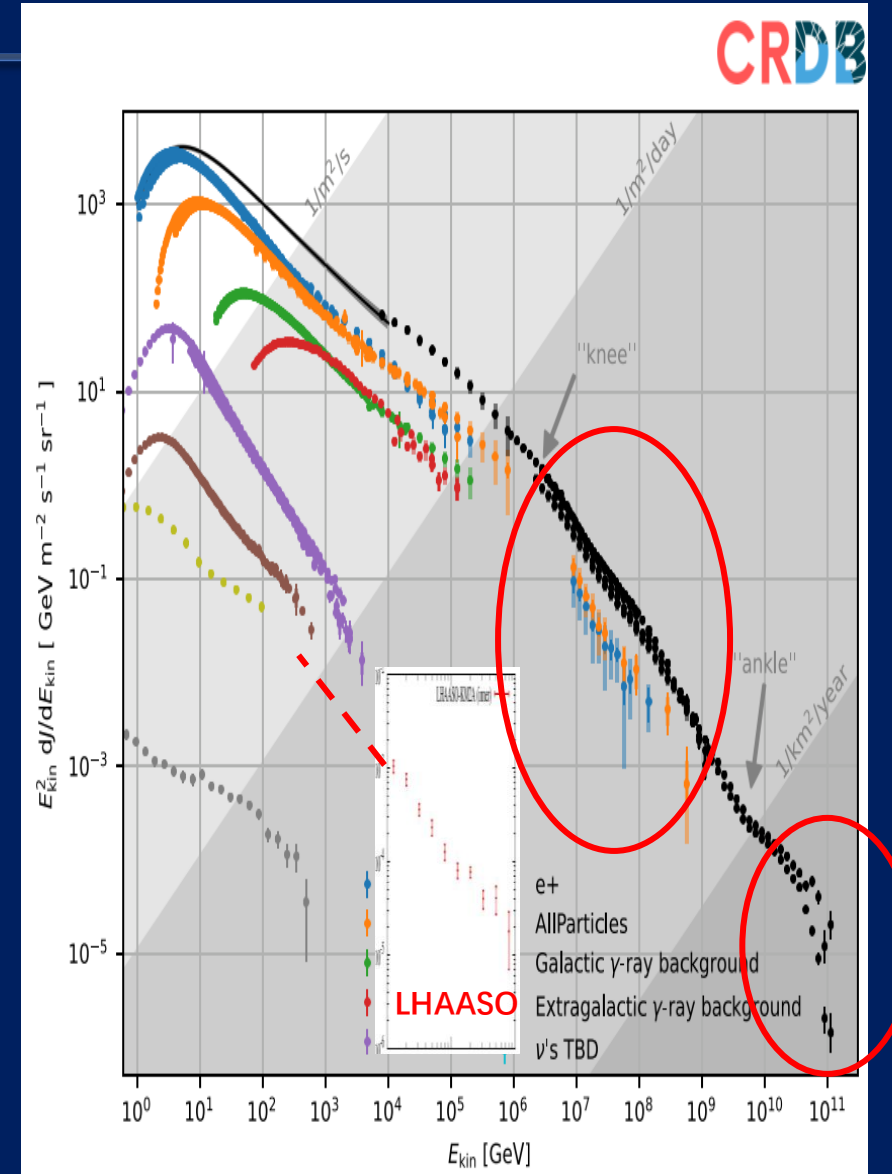 CRDB
1/m²/s
1/m²/day
10³
"knee"
10¹
10⁻¹
"ankle"
1/km²/year
10⁻³
10⁻⁵
E²kin dJ/dEkin [ GeV m⁻² s⁻¹ sr⁻¹ ]
LHAASO-KM2A (inner)
LHAASO
e+
AllParticles
Galactic γ-ray background
Extragalactic γ-ray background
ν's TBD
10⁰ 10¹ 10² 10³ 10⁴ 10⁵ 10⁶ 10⁷ 10⁸ 10⁹ 10¹⁰ 10¹¹
Ekin [GeV]